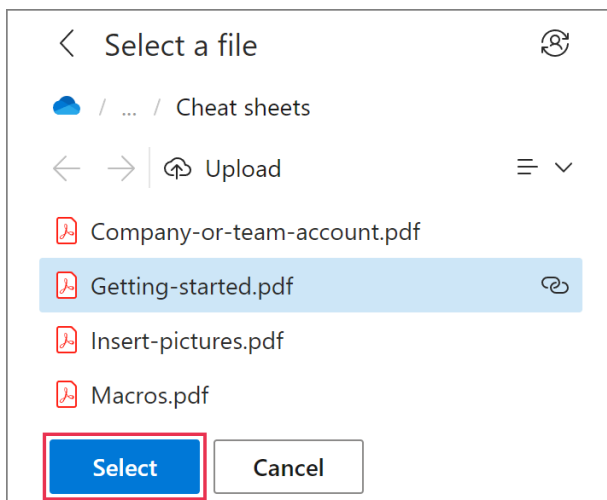 Select a file
/ ... / Cheat sheets
Upload
Company-or-team-account.pdf
Getting-started.pdf
Insert-pictures.pdf
Macros.pdf
Select Cancel